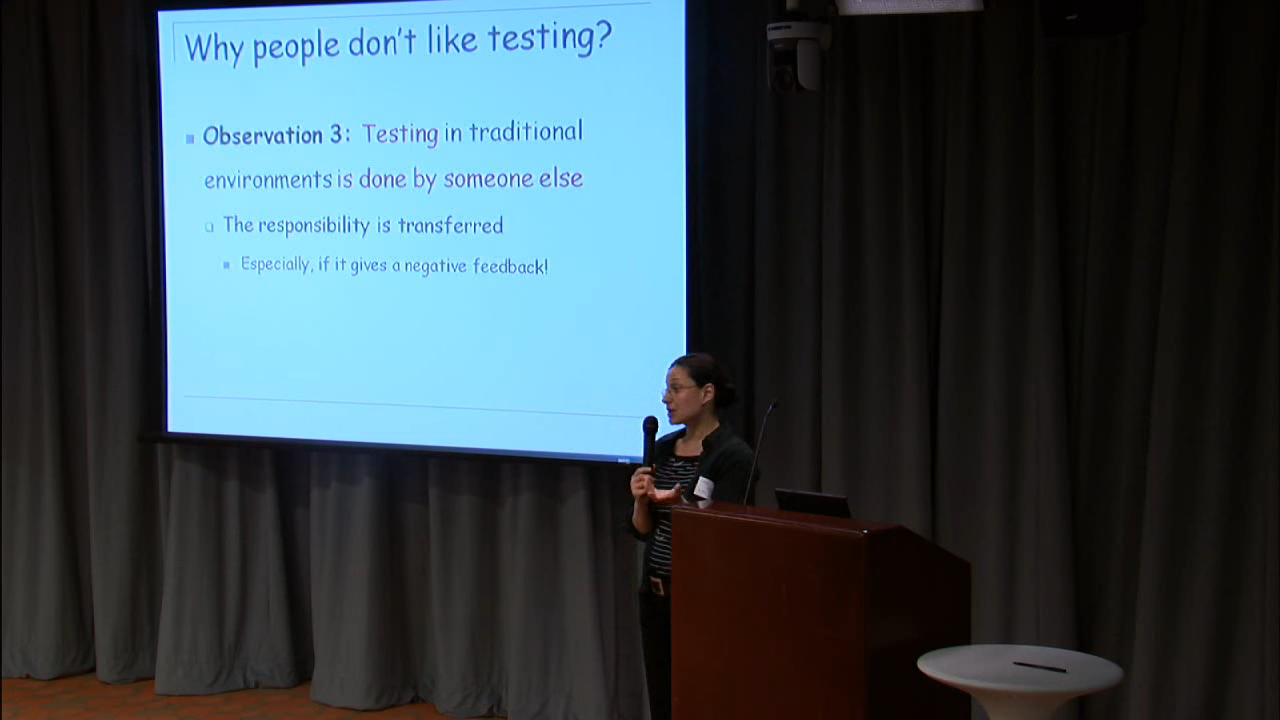 Why people don't like testing?
Observation 3: Testing in traditional
environments is done by someone else
The responsibility is transferred
Especially, if it gives a negative feedback!